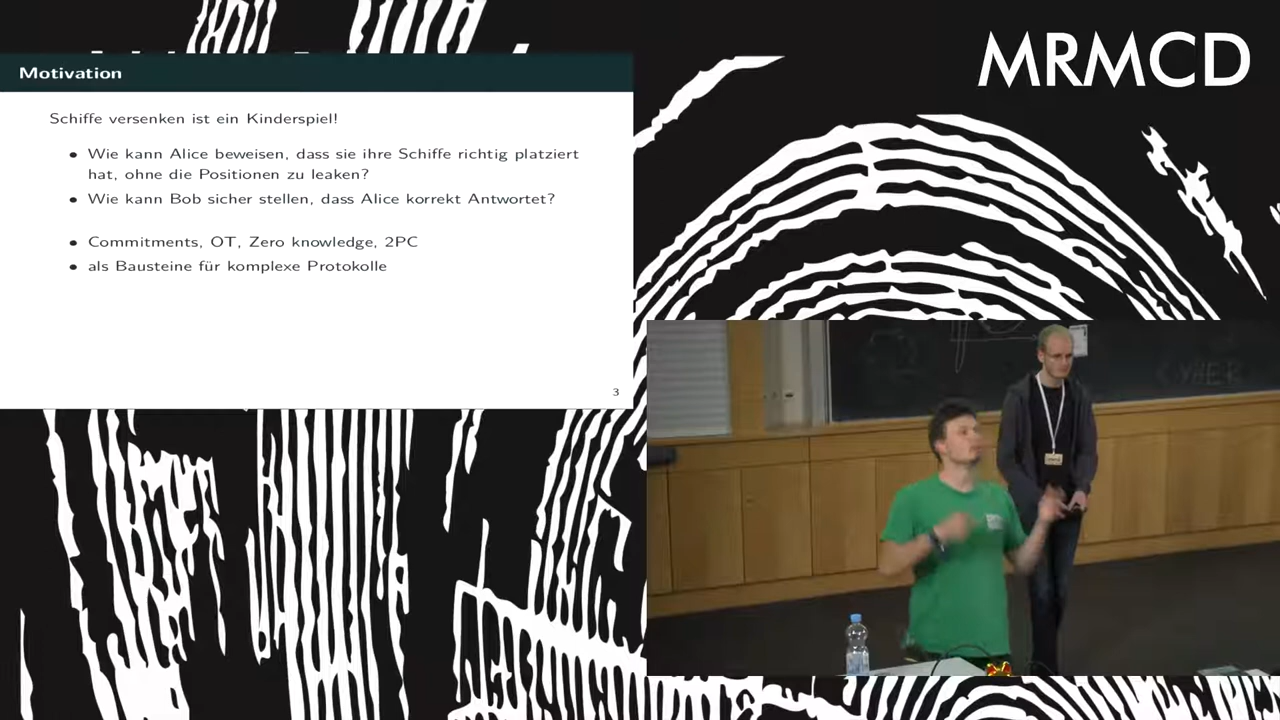 MRMCD
Motivation
Schiffe versenken ist ein Kinderspiel!
• Wie kann Alice beweisen, dass sie ihre Schiffe richtig platziert
hat, ohne die Positionen zu leaken?
• Wie kann Bob sicher stellen, dass Alice korrekt Antwortet?
• Commitments, OT, Zero knowledge, 2PC
• als Bausteine für komplexe Protokolle
3
CYHER